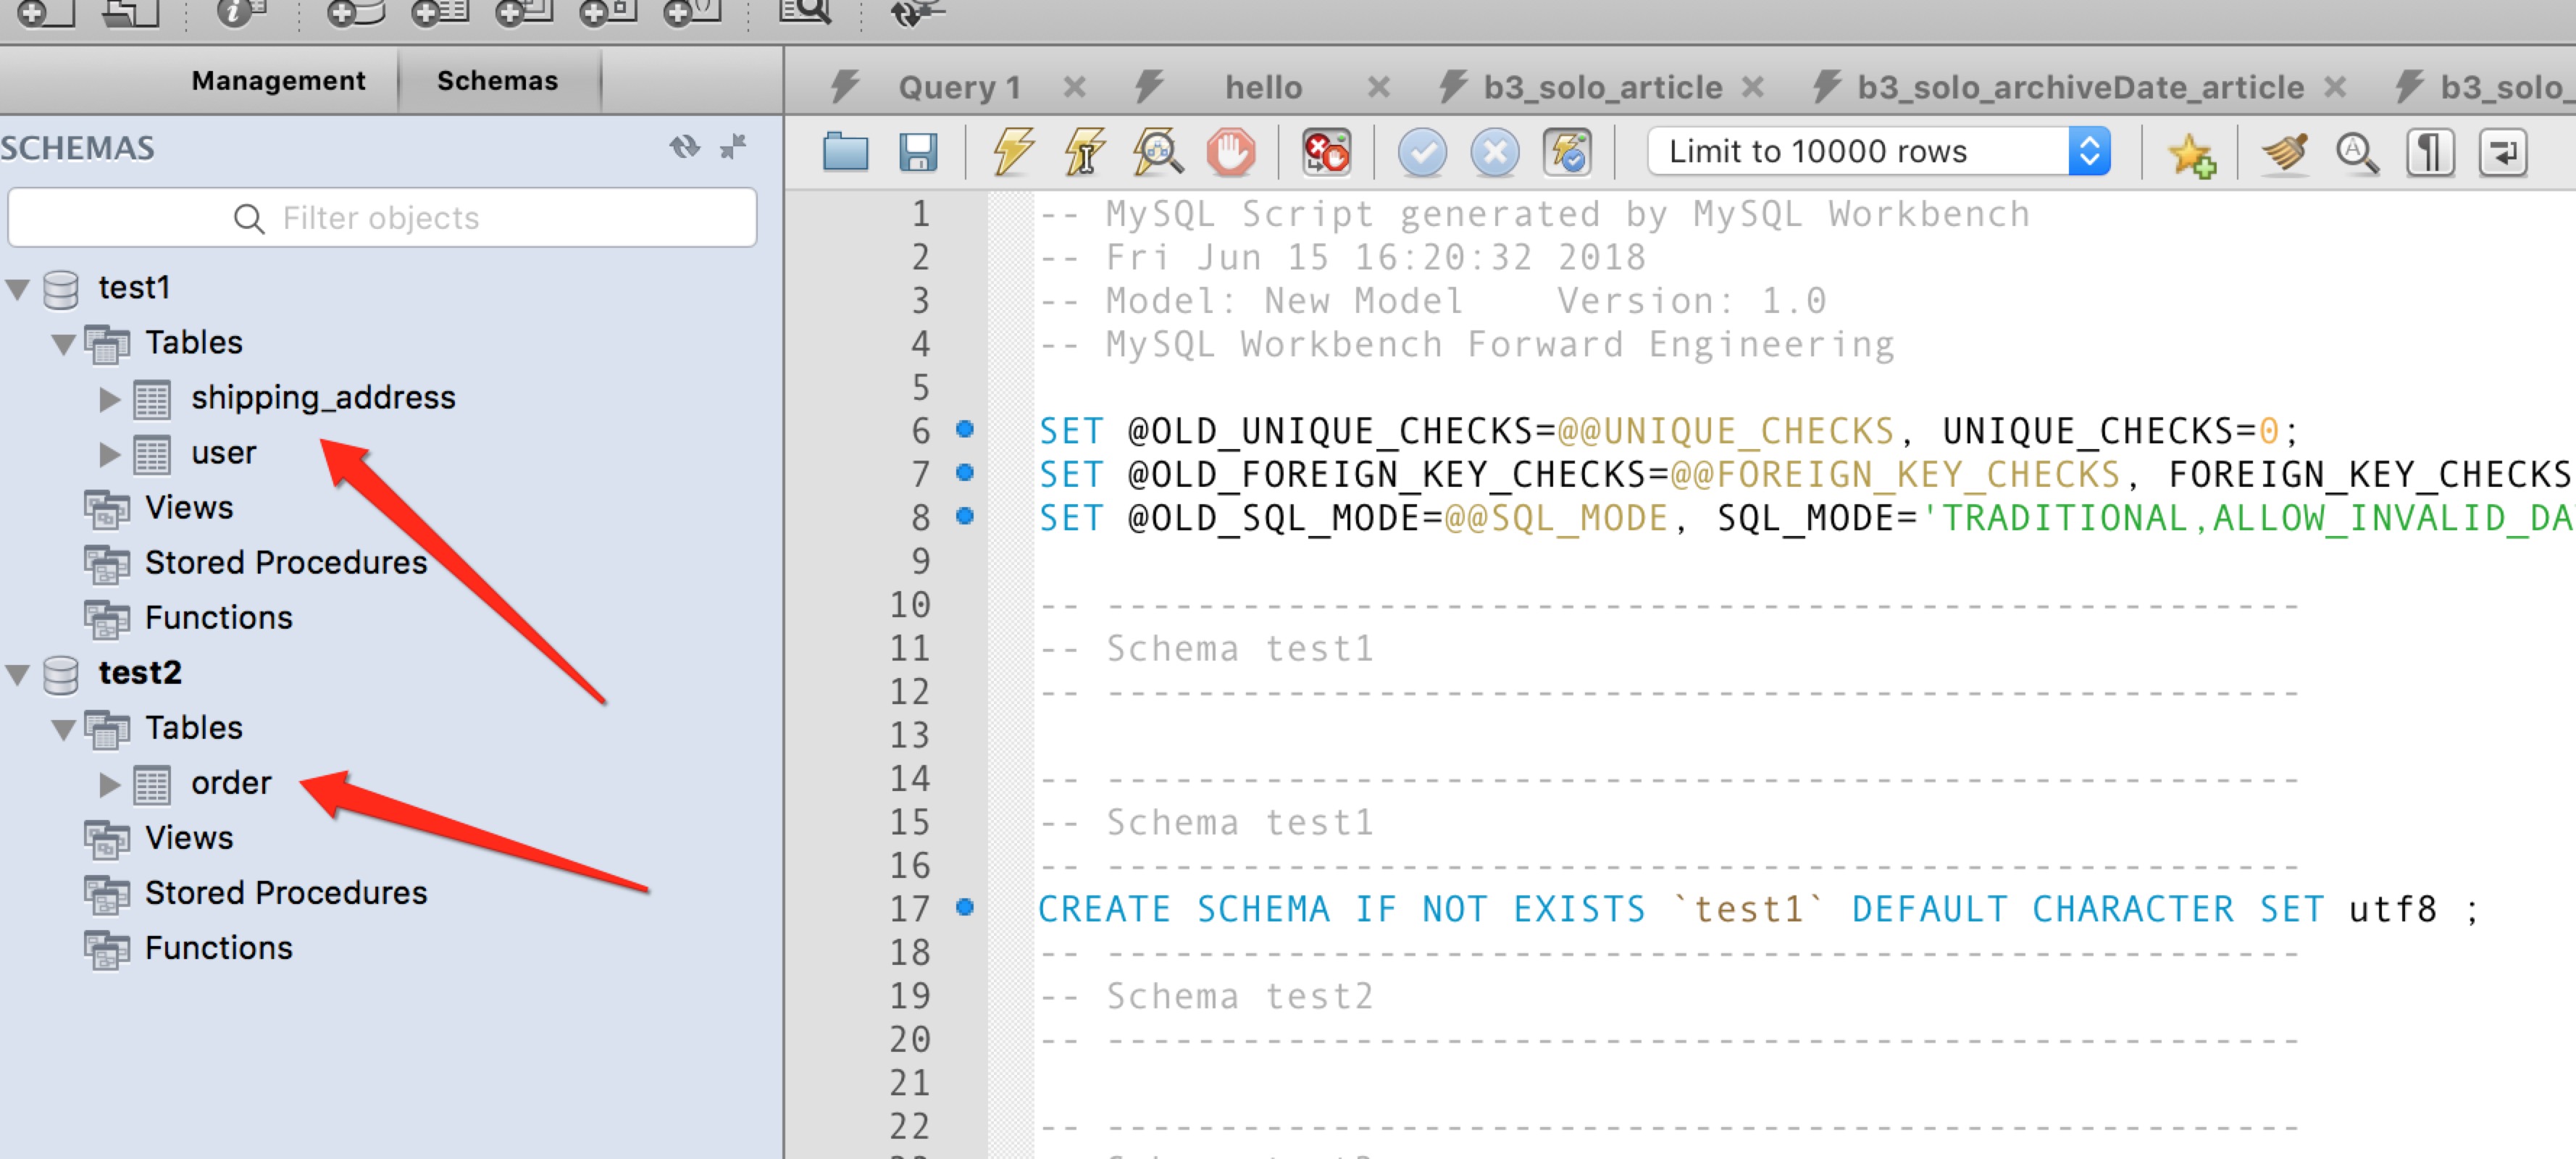 Management
Schemas
SCHEMAS
Filter objects
test1
Tables
shipping_address
user
Views
Stored Procedures
Functions
test2
Tables
order
Views
Stored Procedures
Functions
Query 1
hello
b3_solo_article
b3_solo_archiveDate_article
b3_solo_
Limit to 10000 rows
1 -- MySQL Script generated by MySQL Workbench
2 -- Fri Jun 15 16:20:32 2018
3 -- Model: New Model    Version: 1.0
4 -- MySQL Workbench Forward Engineering
5
6 SET @OLD_UNIQUE_CHECKS=@@UNIQUE_CHECKS, UNIQUE_CHECKS=0;
7 SET @OLD_FOREIGN_KEY_CHECKS=@@FOREIGN_KEY_CHECKS, FOREIGN_KEY_CHECKS
8 SET @OLD_SQL_MODE=@@SQL_MODE, SQL_MODE='TRADITIONAL,ALLOW_INVALID_DA
9
10 -- -----------------------------------------------------
11 -- Schema test1
12 -- -----------------------------------------------------
13
14 -- -----------------------------------------------------
15 -- Schema test1
16 -- -----------------------------------------------------
17 CREATE SCHEMA IF NOT EXISTS `test1` DEFAULT CHARACTER SET utf8 ;
18 -- -----------------------------------------------------
19 -- Schema test2
20 -- -----------------------------------------------------
21
22 -- -----------------------------------------------------